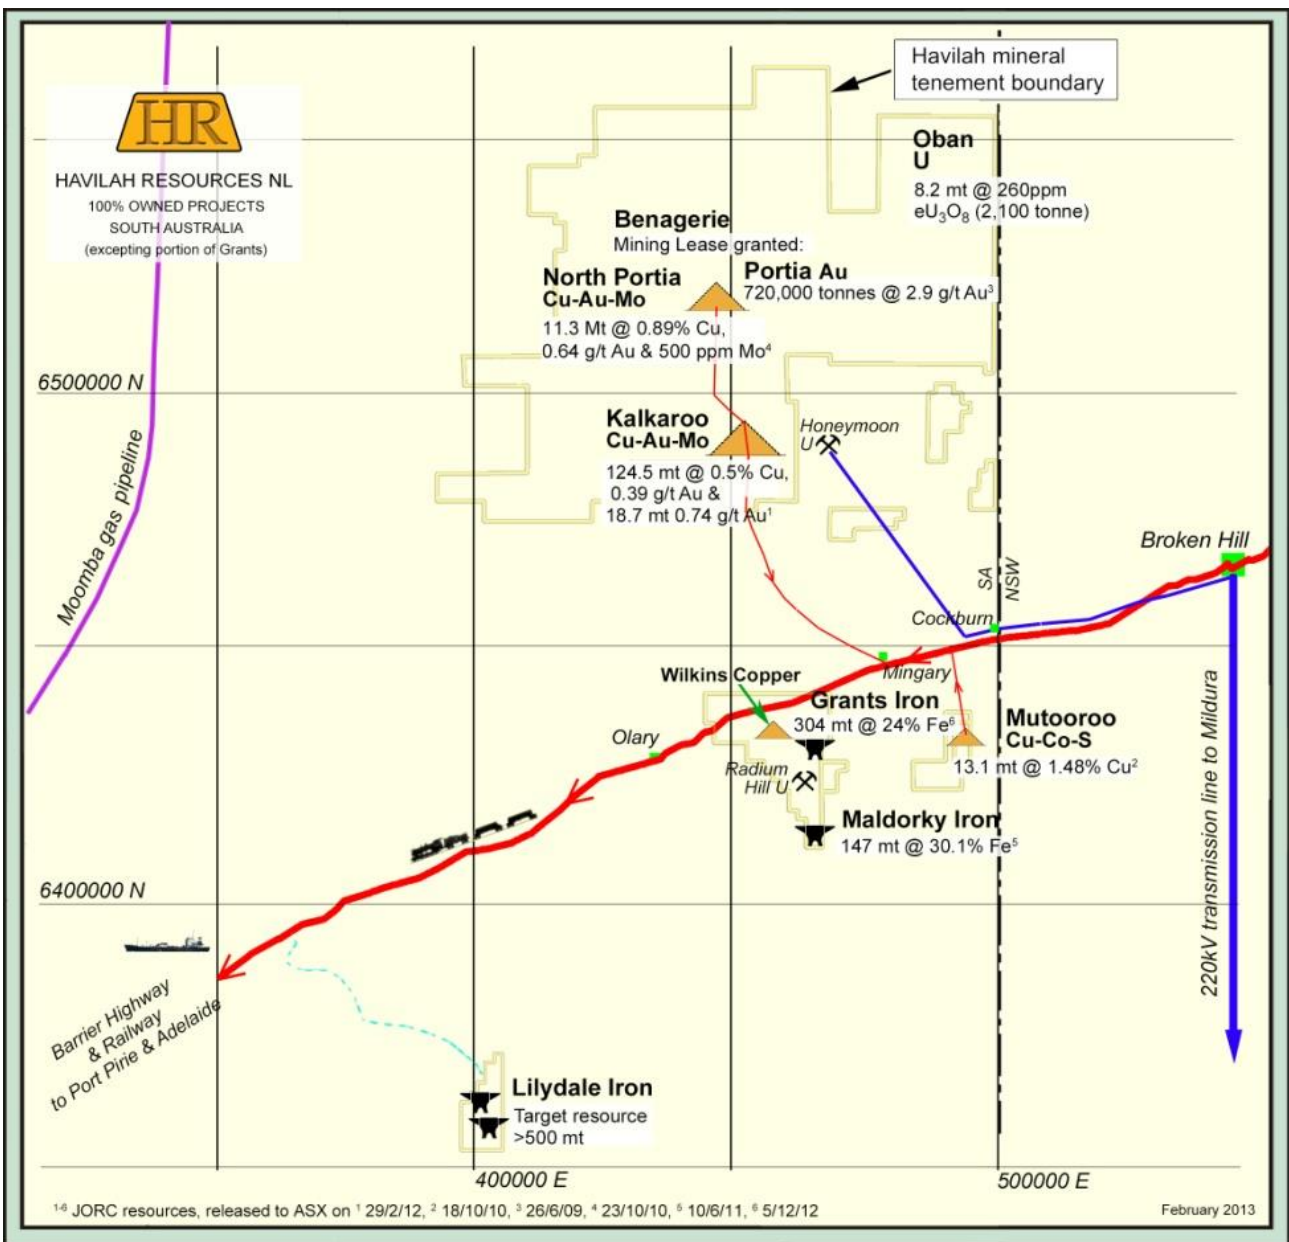 Havilah mineral
tenement boundary
HR
HAVILAH RESOURCES NL
100% OWNED PROJECTS
SOUTH AUSTRALIA
(excepting portion of Grants)
Oban
U
8.2 mt @ 260ppm
eU₃O₈ (2,100 tonne)
Benagerie
Mining Lease granted:
North Portia
Cu-Au-Mo
11.3 Mt @ 0.89% Cu,
0.64 g/t Au & 500 ppm Mo⁴
Portia Au
720,000 tonnes @ 2.9 g/t Au³
6500000 N
Moomba gas pipeline
Kalkaroo
Cu-Au-Mo
124.5 mt @ 0.5% Cu,
0.39 g/t Au &
18.7 mt 0.74 g/t Au¹
Honeymoon
U
Broken Hill
SA
NSW
Cockburn
Mingary
Wilkins Copper
Grants Iron
304 mt @ 24% Fe⁶
Olary
Radium
Hill U
Mutooroo
Cu-Co-S
13.1 mt @ 1.48% Cu²
Maldorky Iron
147 mt @ 30.1% Fe⁵
220kV transmission line to Mildura
6400000 N
Barrier Highway
& Railway
to Port Pirie & Adelaide
Lilydale Iron
Target resource
>500 mt
400000 E
500000 E
¹⁻⁶ JORC resources, released to ASX on ¹ 29/2/12, ² 18/10/10, ³ 26/6/09, ⁴ 23/10/10, ⁵ 10/6/11, ⁶ 5/12/12
February 2013